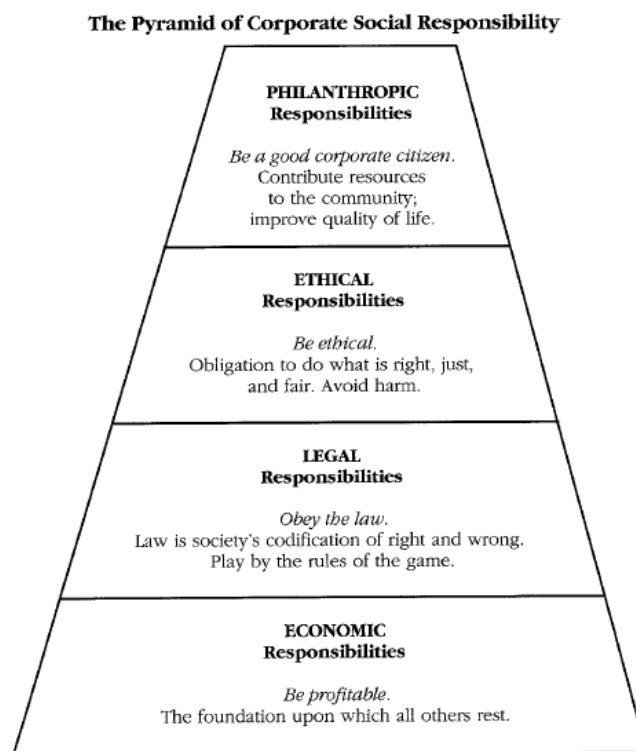 The Pyramid of Corporate Social Responsibility
PHILANTHROPIC
Responsibilities
Be a good corporate citizen.
Contribute resources
to the community;
improve quality of life.
ETHICAL
Responsibilities
Be ethical.
Obligation to do what is right, just,
and fair. Avoid harm.
LEGAL
Responsibilities
Obey the law.
Law is society's codification of right and wrong.
Play by the rules of the game.
ECONOMIC
Responsibilities
Be profitable.
The foundation upon which all others rest.